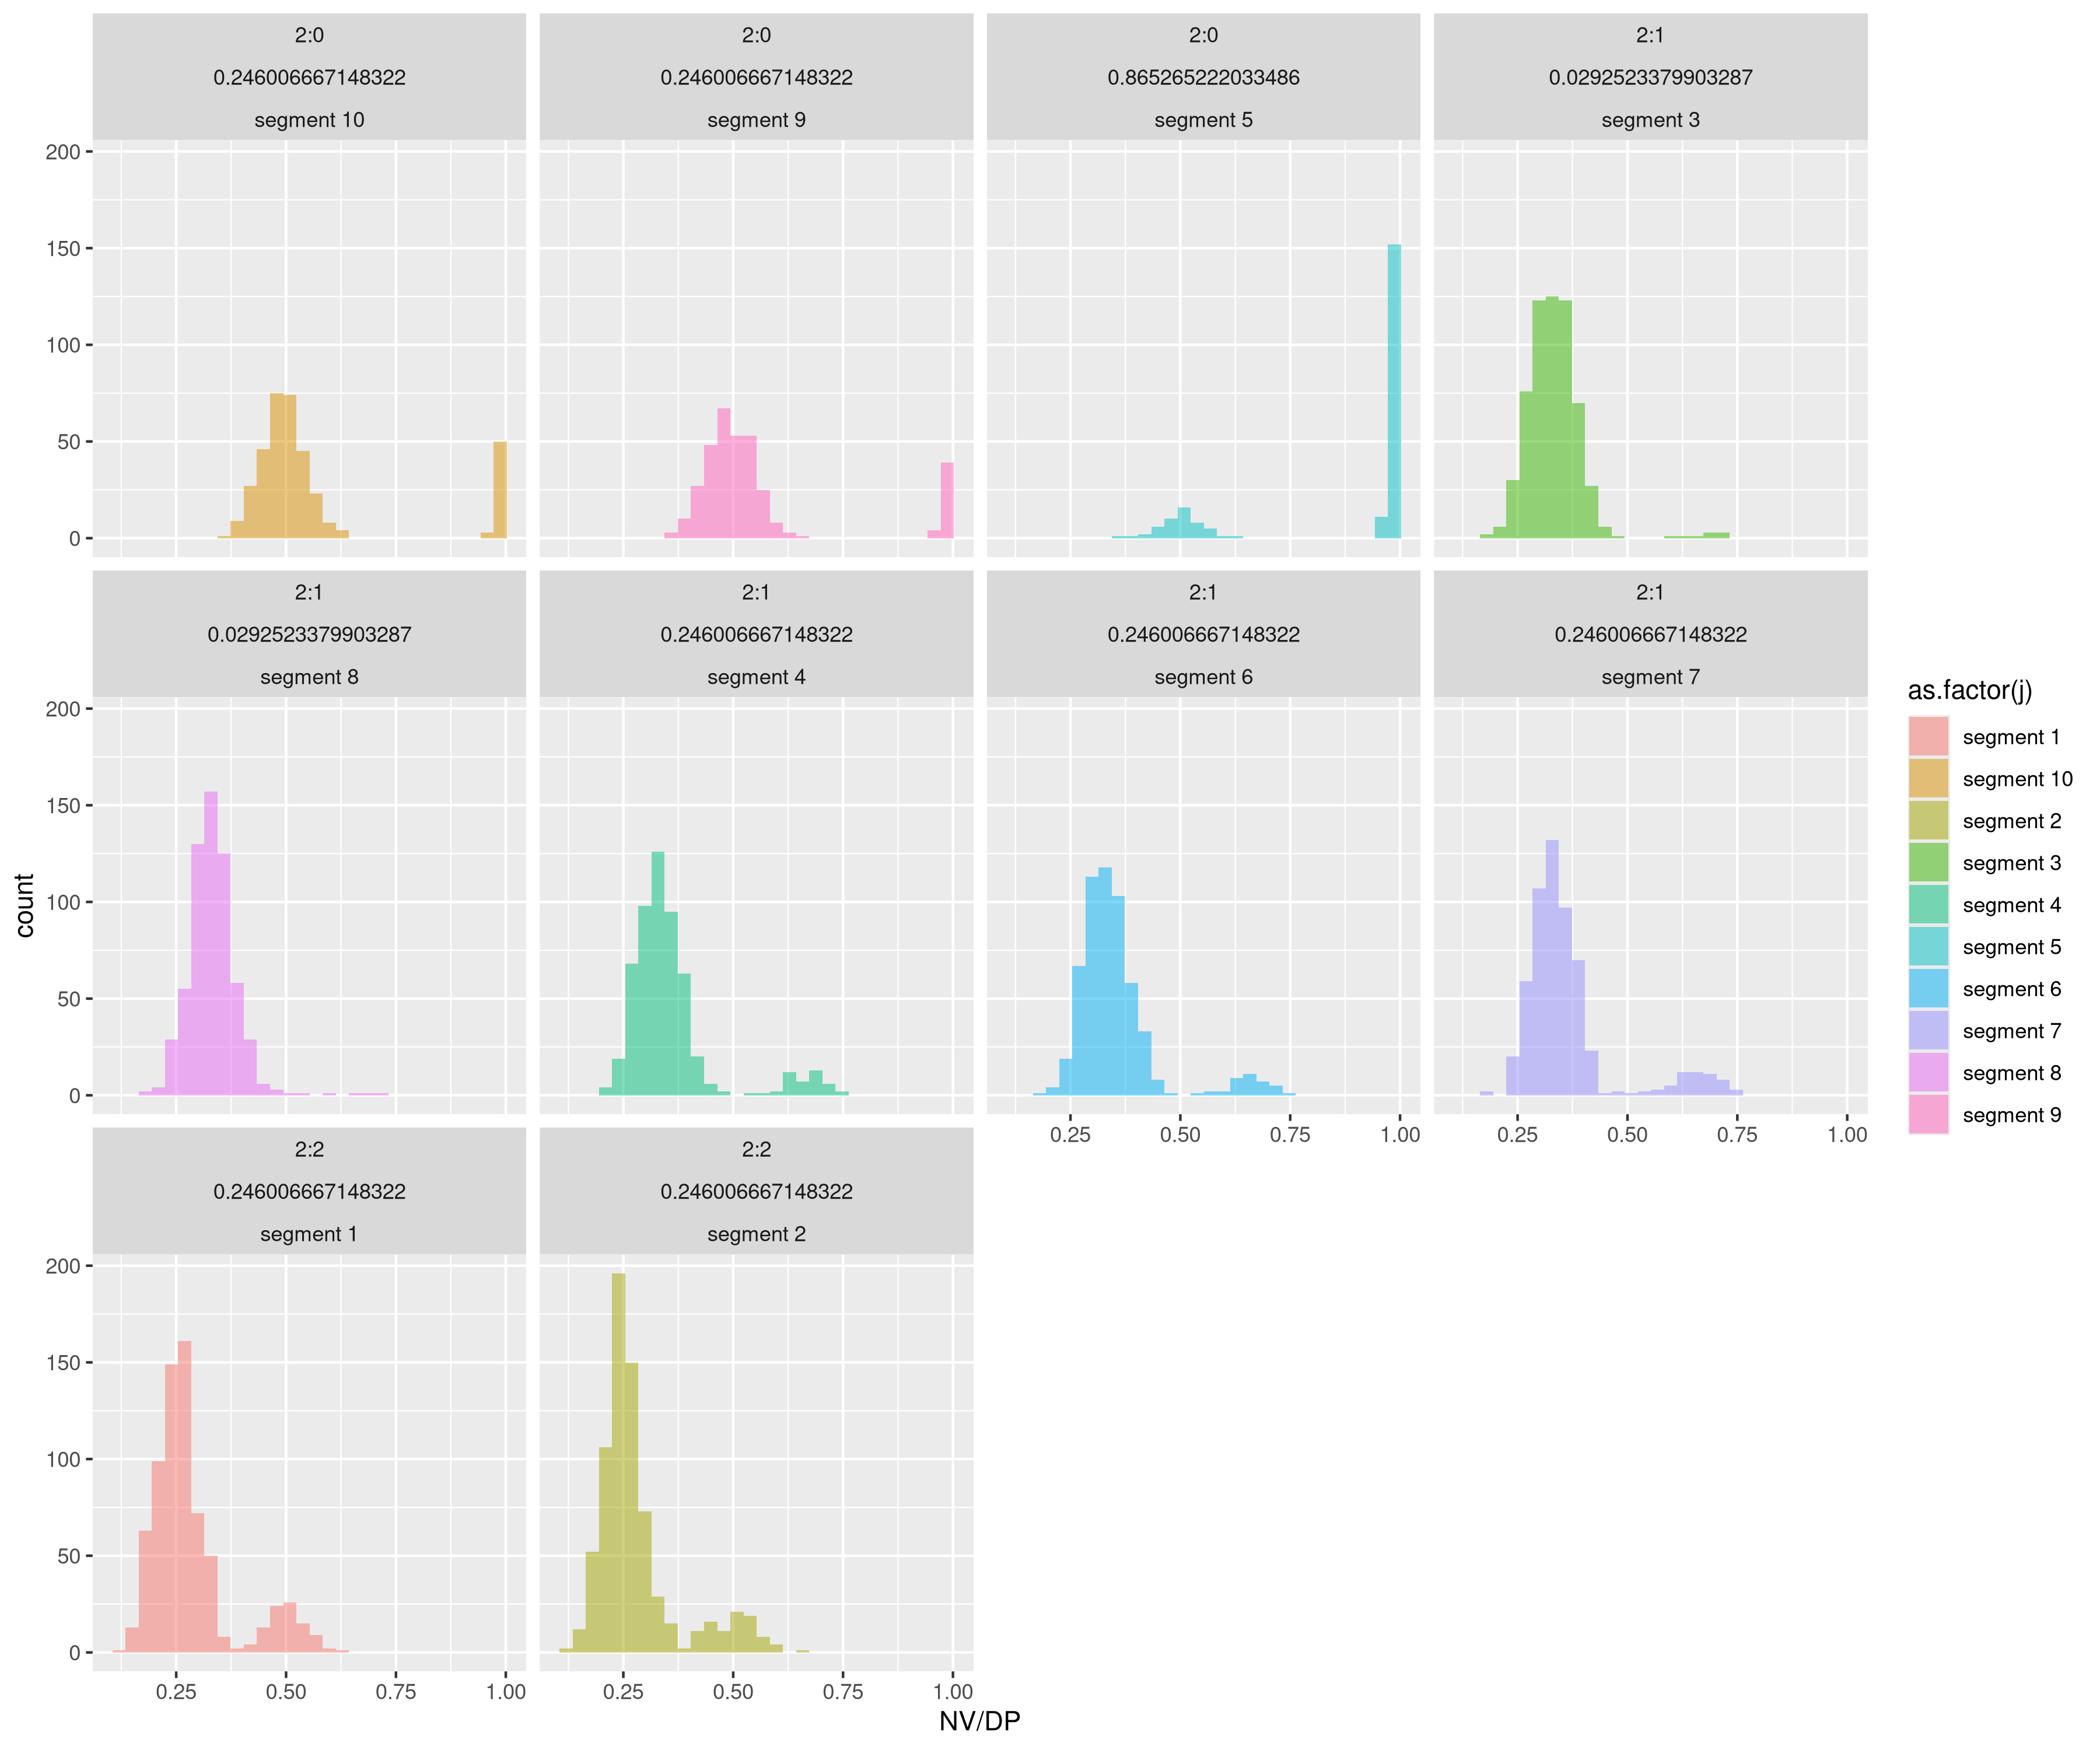 2:0
0.246006667148322
segment 10
2:0
0.246006667148322
segment 9
2:0
0.865265222033486
segment 5
2:1
0.0292523379903287
segment 3
200
150
100
50
0
2:1
0.0292523379903287
segment 8
2:1
0.246006667148322
segment 4
2:1
0.246006667148322
segment 6
2:1
0.246006667148322
segment 7
200
150
100
50
0
0.25 0.50 0.75 1.00
0.25 0.50 0.75 1.00
2:2
0.246006667148322
segment 1
2:2
0.246006667148322
segment 2
200
150
100
50
0
0.25 0.50 0.75 1.00
0.25 0.50 0.75 1.00
NV/DP
count
as.factor(j)
segment 1
segment 10
segment 2
segment 3
segment 4
segment 5
segment 6
segment 7
segment 8
segment 9